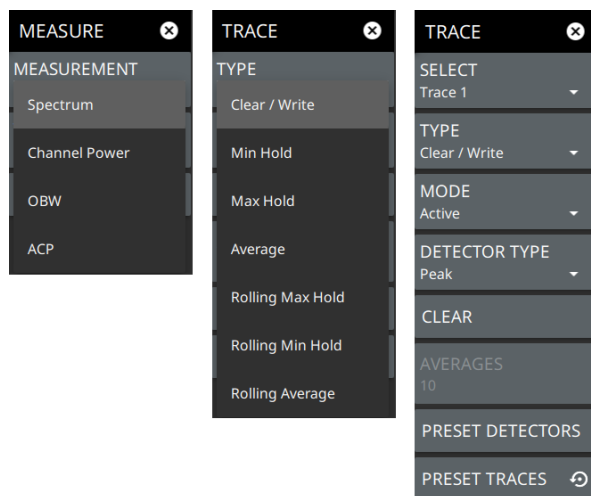 MEASURE
MEASUREMENT
Spectrum
Channel Power
OBW
ACP
TRACE
TYPE
Clear / Write
Min Hold
Max Hold
Average
Rolling Max Hold
Rolling Min Hold
Rolling Average
TRACE
SELECT
Trace 1
TYPE
Clear / Write
MODE
Active
DETECTOR TYPE
Peak
CLEAR
AVERAGES
10
PRESET DETECTORS
PRESET TRACES